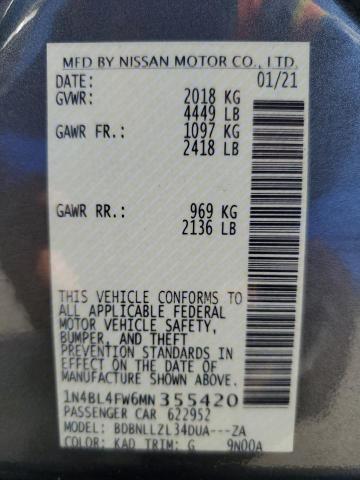 MFD BY NISSAN MOTOR CO., LTD.
DATE: 01/21
GVWR: 2018 KG
4449 LB
GAWR FR.: 1097 KG
2418 LB
GAWR RR.: 969 KG
2136 LB
THIS VEHICLE CONFORMS TO
ALL APPLICABLE FEDERAL
MOTOR VEHICLE SAFETY,
BUMPER, AND THEFT
PREVENTION STANDARDS IN
EFFECT ON THE DATE OF
MANUFACTURE SHOWN ABOVE.
1N4BL4FW6MN355420
PASSENGER CAR 622952
MODEL: BDBNLLZL34DUA---ZA
COLOR: KAD TRIM: G 9N00A